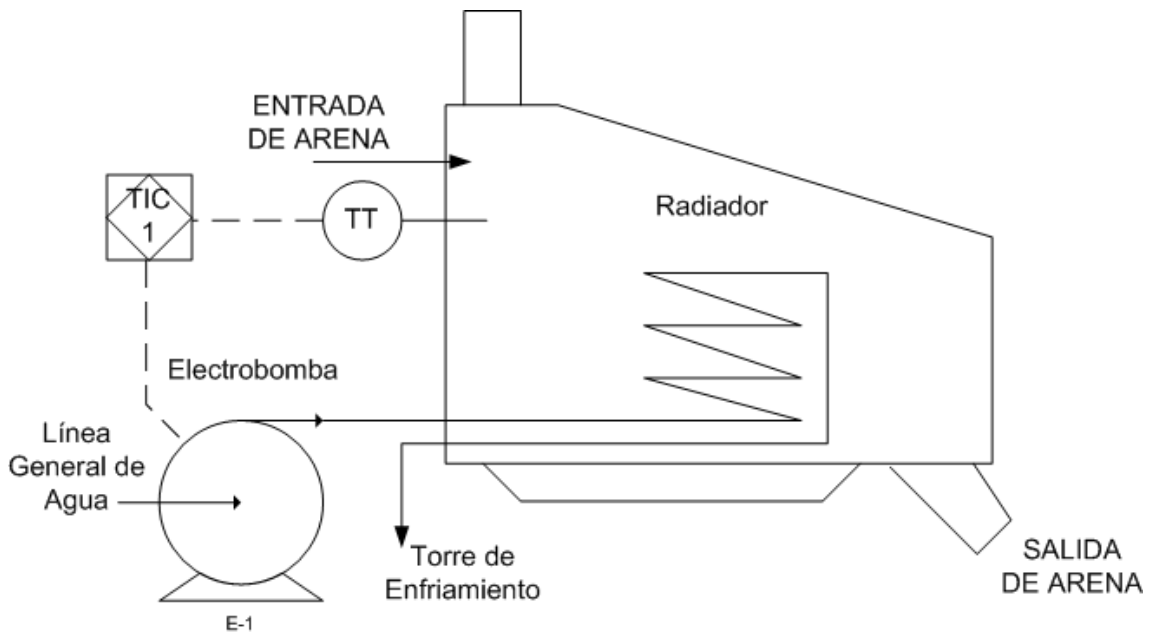 ENTRADA
DE ARENA
TIC
1
TT
Radiador
Electrobomba
Línea
General de
Agua
Torre de
Enfriamiento
SALIDA
DE ARENA
E-1